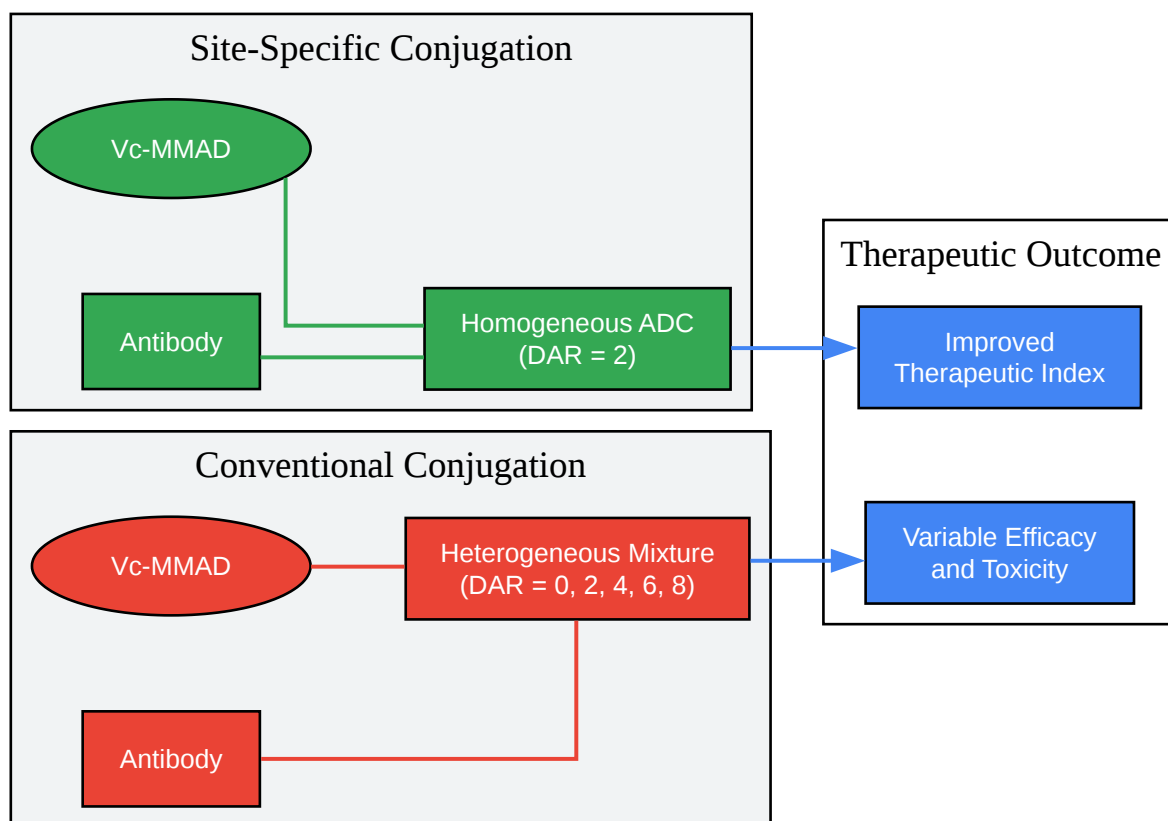 Site-Specific Conjugation
Vc-MMAD
Antibody
Homogeneous ADC
(DAR = 2)
Conventional Conjugation
Vc-MMAD
Heterogeneous Mixture
(DAR = 0, 2, 4, 6, 8)
Antibody
Therapeutic Outcome
Improved
Therapeutic Index
Variable Efficacy
and Toxicity